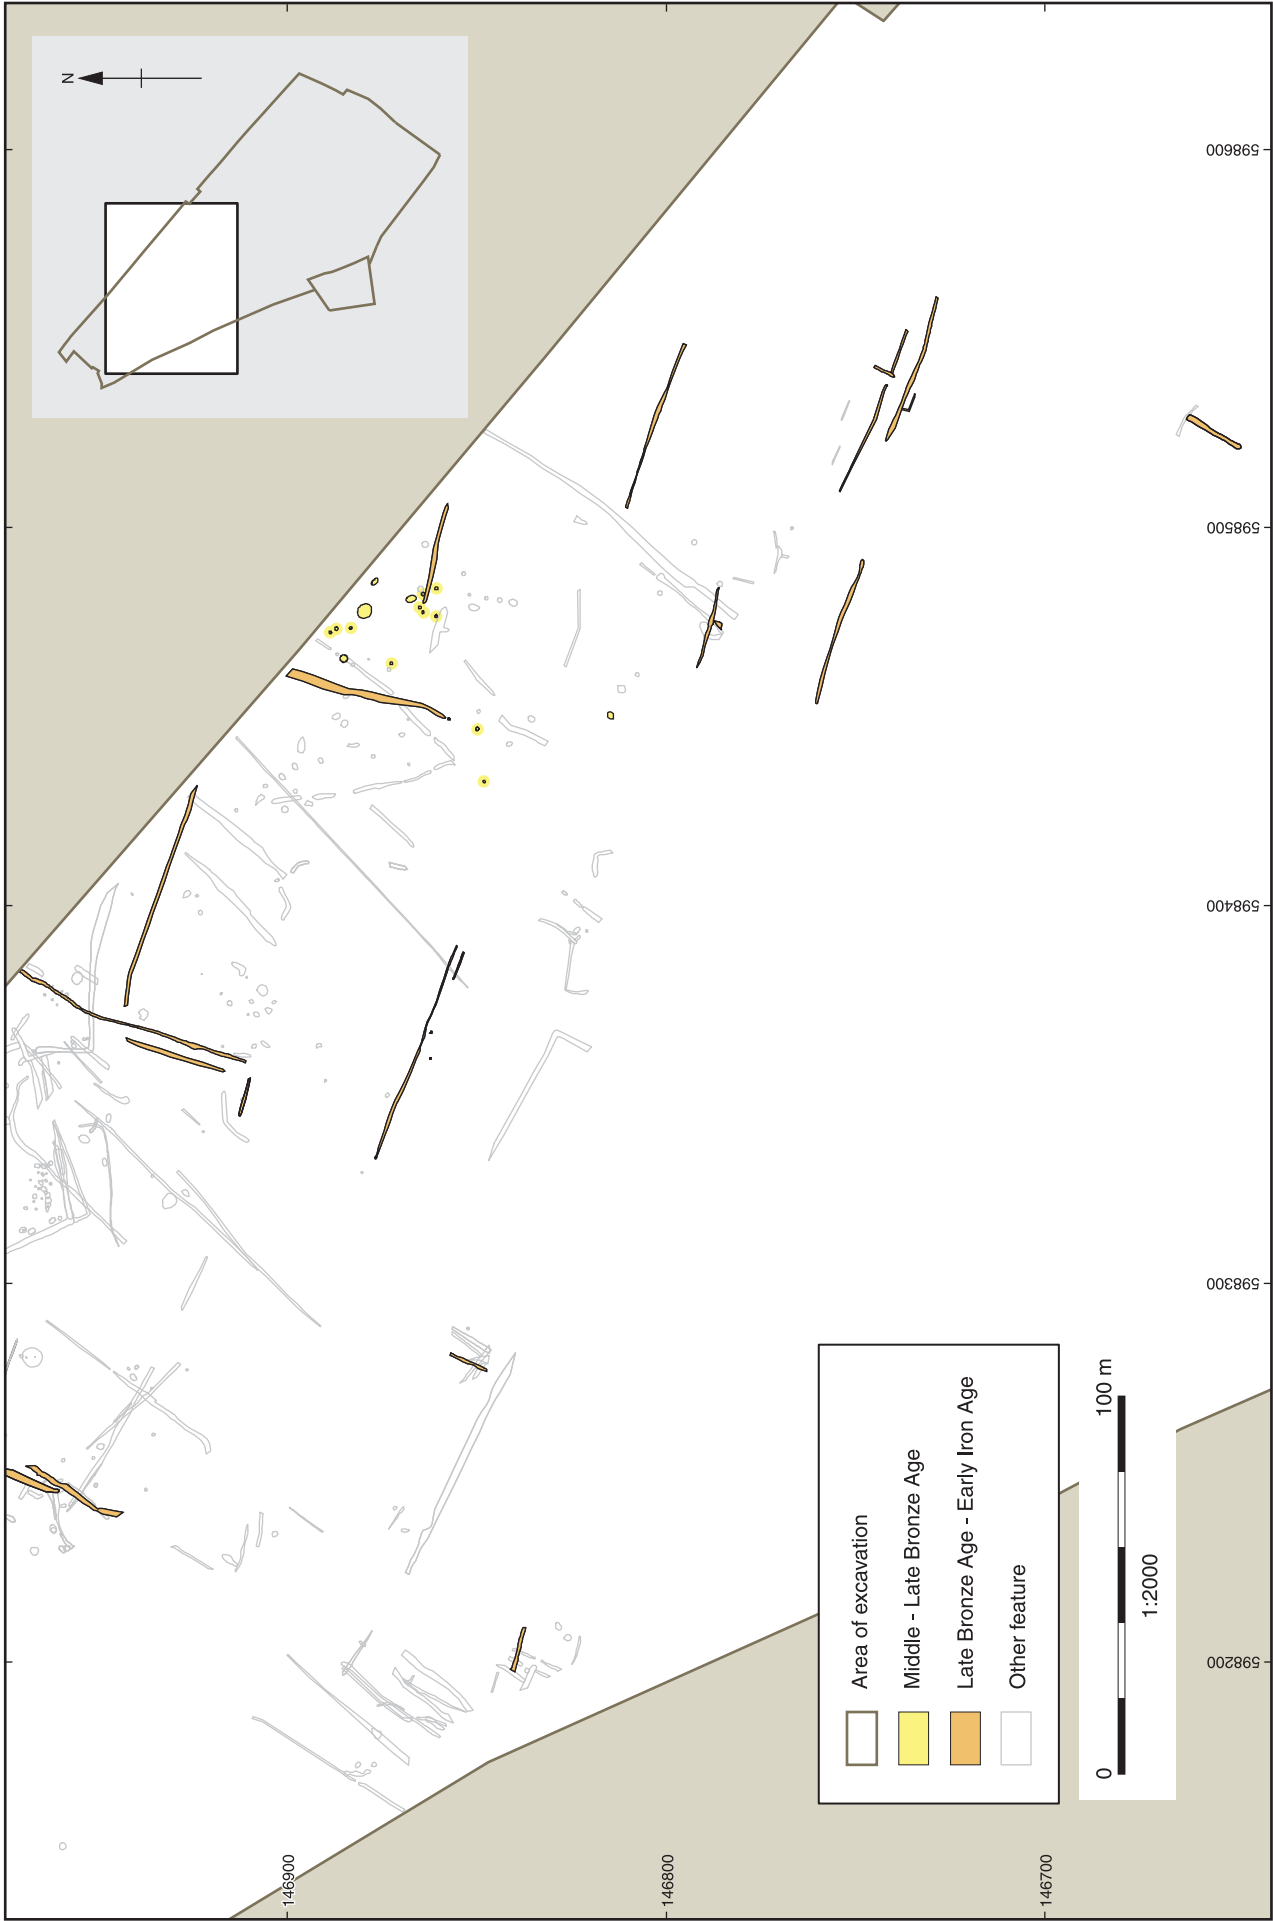 N
598600
598500
598400
598300
598200
146900
146800
146700
Area of excavation
Middle - Late Bronze Age
Late Bronze Age - Early Iron Age
Other feature
0
100 m
1:2000